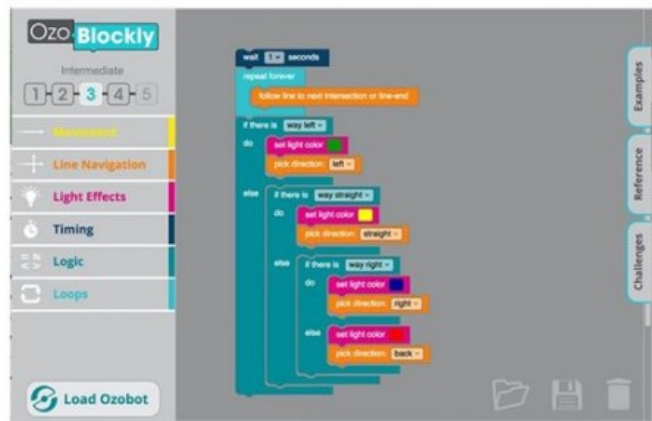 Ozo Blockly
Intermediate
1 2 3 4 5
Movement
Line Navigation
Light Effects
Timing
Logic
Loops
Load Ozobot
wait 1 seconds
repeat forever
follow line to next intersection or line-end
if there is way left
do set light color
pick direction: left
else if there is way straight
do set light color
pick direction: straight
else if there is way right
do set light color
pick direction: right
else set light color
pick direction: back
Examples
Reference
Challenges